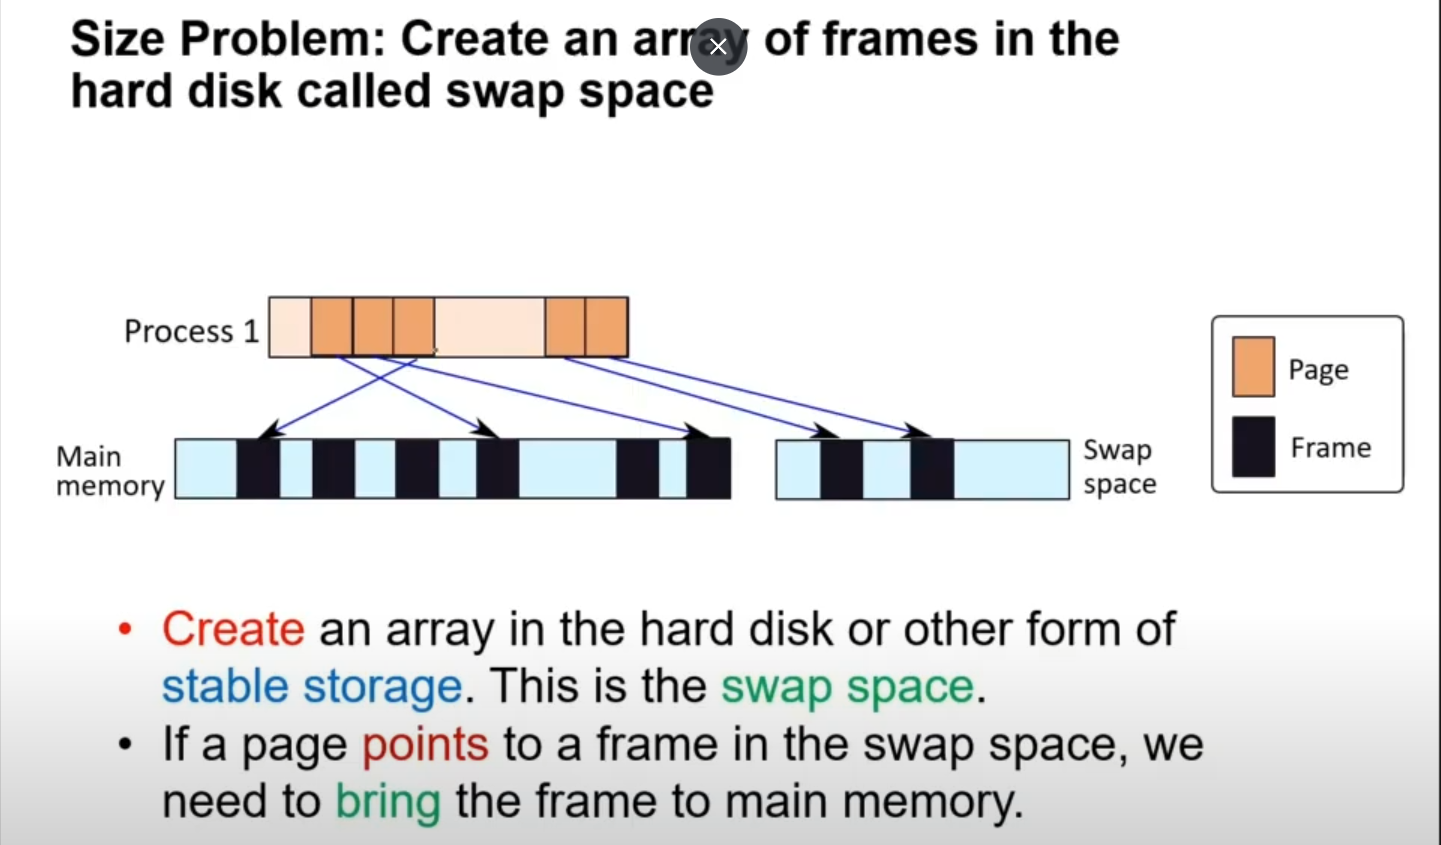 Size Problem: Create an array of frames in the
hard disk called swap space
Process 1
Main
memory
Swap
space
Page
Frame
• Create an array in the hard disk or other form of
stable storage. This is the swap space.
• If a page points to a frame in the swap space, we
need to bring the frame to main memory.